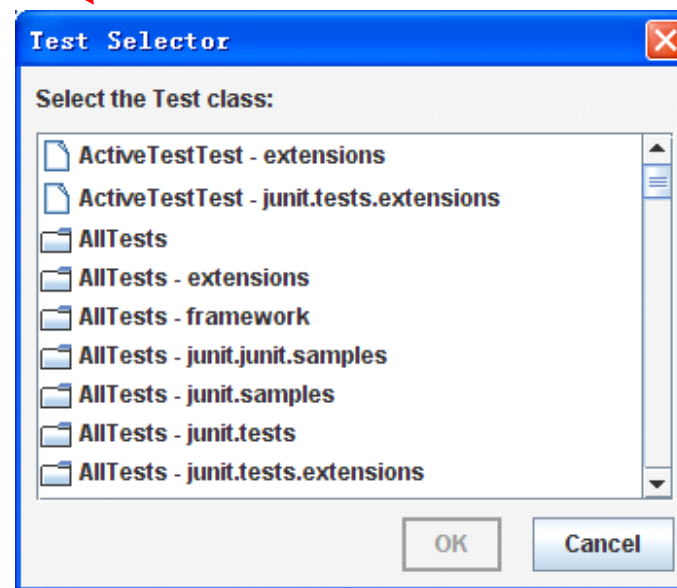 Test Selector
Select the Test class:
ActiveTestTest - extensions
ActiveTestTest - junit.tests.extensions
AllTests
AllTests - extensions
AllTests - framework
AllTests - junit.junit.samples
AllTests - junit.samples
AllTests - junit.tests
AllTests - junit.tests.extensions
OK
Cancel